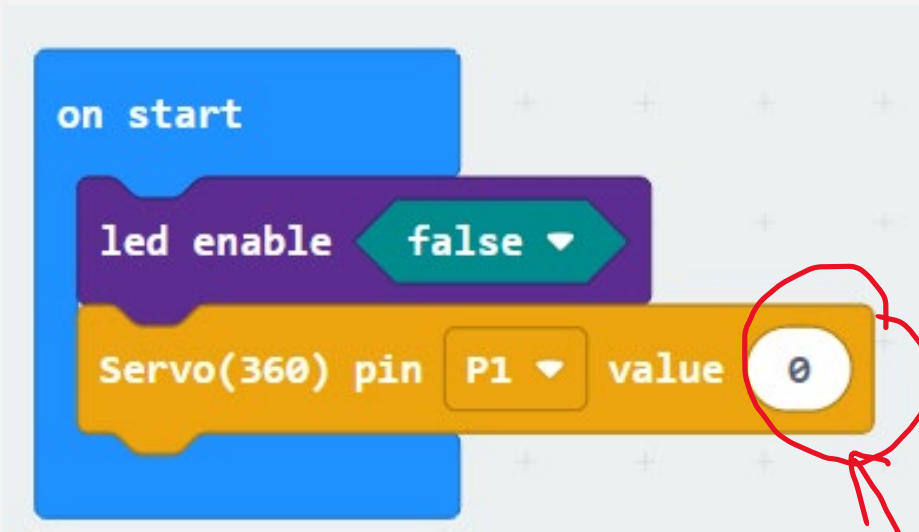 on start
led enable false
Servo(360) pin P1 value 0